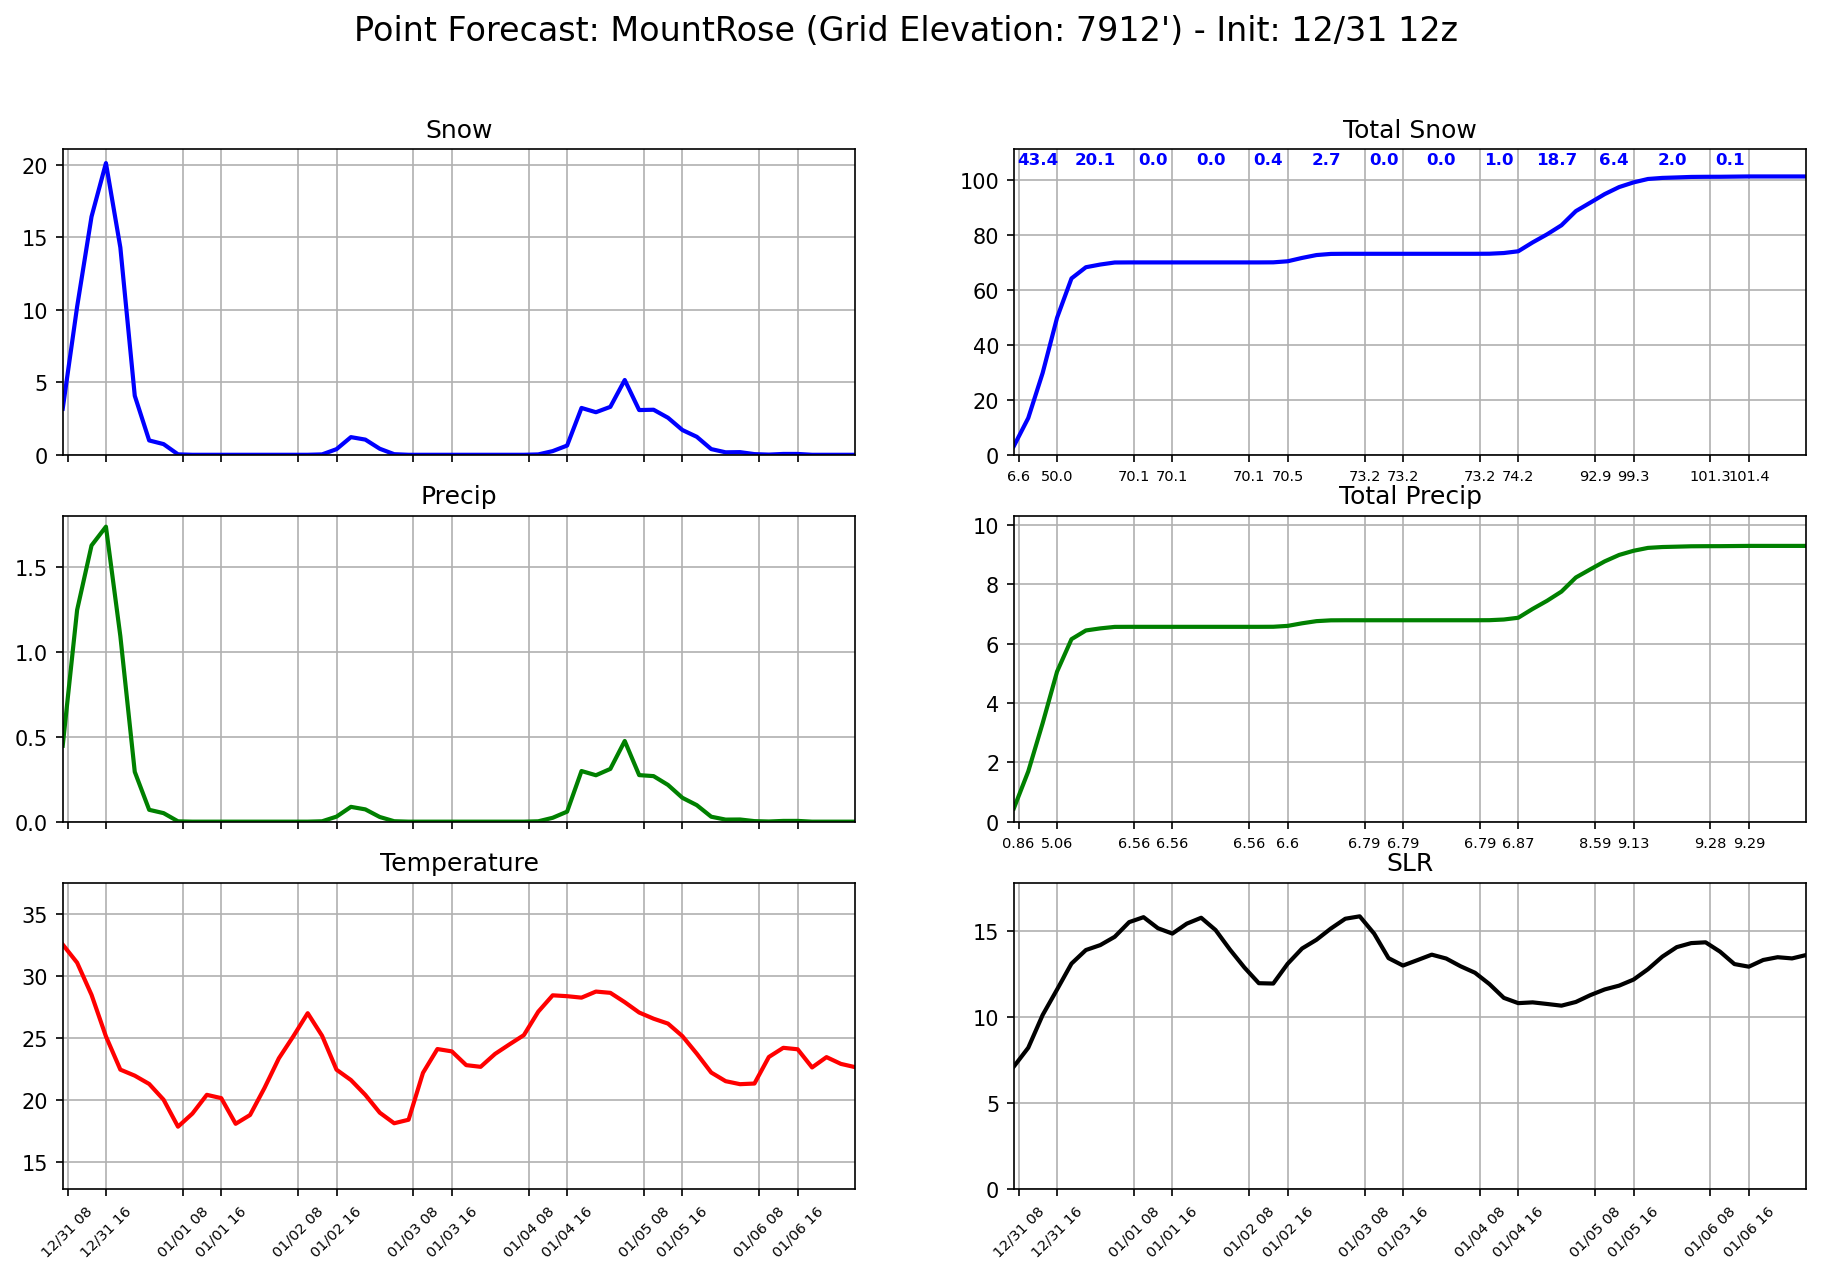 Point Forecast: MountRose (Grid Elevation: 7912') - Init: 12/31 12z
Snow
20
15
10
5
0
Total Snow
43.4 20.1 0.0 0.0 0.4 2.7 0.0 0.0 1.0 18.7 6.4 2.0 0.1
100
80
60
40
20
0
6.6 50.0 70.1 70.1 70.1 70.5 73.2 73.2 73.2 74.2 92.9 99.3 101.3 101.4
Precip
1.5
1.0
0.5
0.0
Total Precip
10
8
6
4
2
0
0.86 5.06 6.56 6.56 6.56 6.6 6.79 6.79 6.79 6.87 8.59 9.13 9.28 9.29
Temperature
35
30
25
20
15
12/31 08 12/31 16 01/01 08 01/01 16 01/02 08 01/02 16 01/03 08 01/03 16 01/04 08 01/04 16 01/05 08 01/05 16 01/06 08 01/06 16
SLR
15
10
5
0
12/31 08 12/31 16 01/01 08 01/01 16 01/02 08 01/02 16 01/03 08 01/03 16 01/04 08 01/04 16 01/05 08 01/05 16 01/06 08 01/06 16